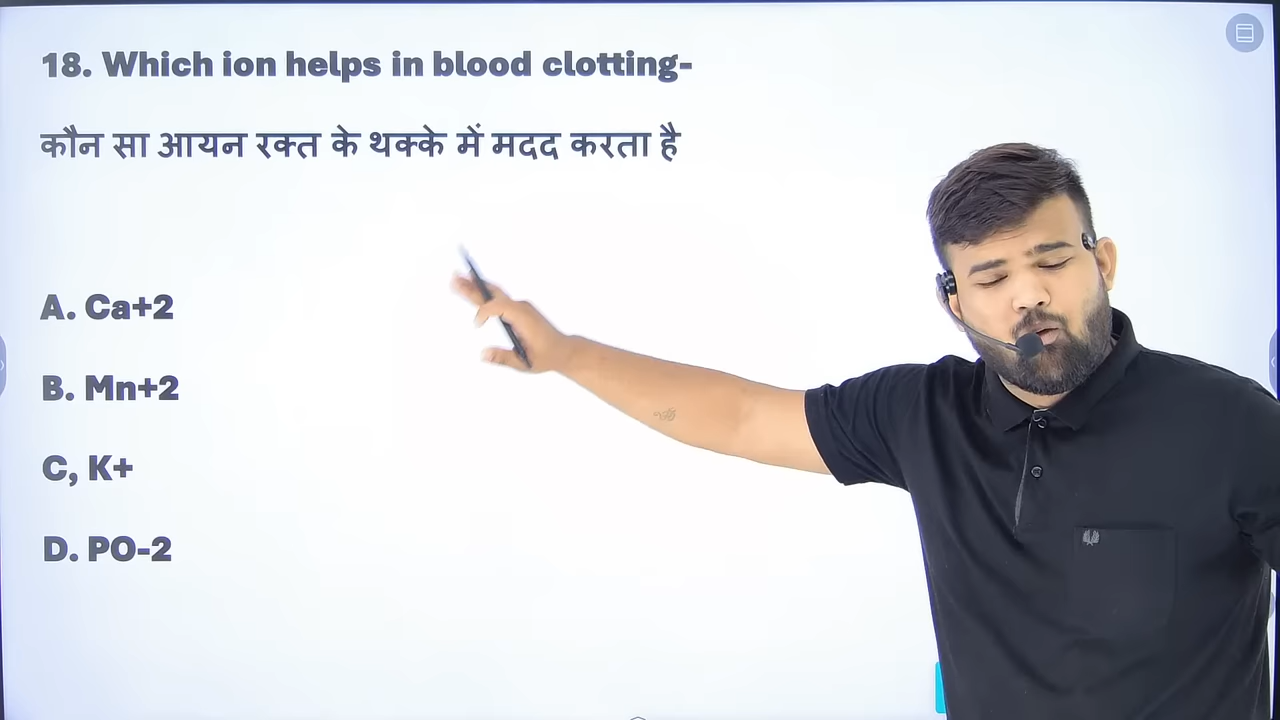 18. Which ion helps in blood clotting-
कौन सा आयन रक्त के थक्के में मदद करता है
A. Ca+2
B. Mn+2
C, K+
D. PO-2